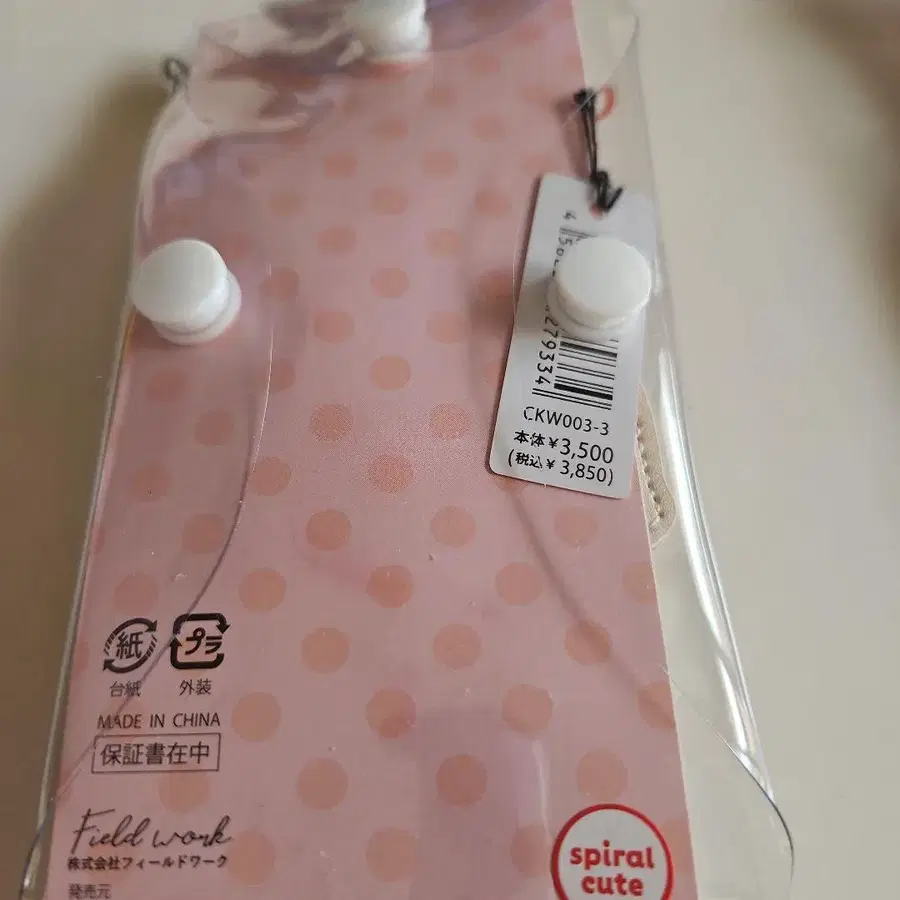 279334
CKW003-3
本体¥3,500
(税込¥3,850)
紙
プラ
台紙
外装
MADE IN CHINA
保証書在中
Field work
株式会社フィールドワーク
発売元
spiral
cute